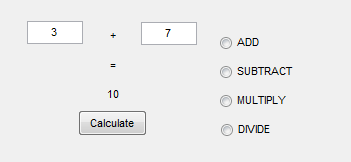 3 + 7
=
10
Calculate
ADD
SUBTRACT
MULTIPLY
DIVIDE